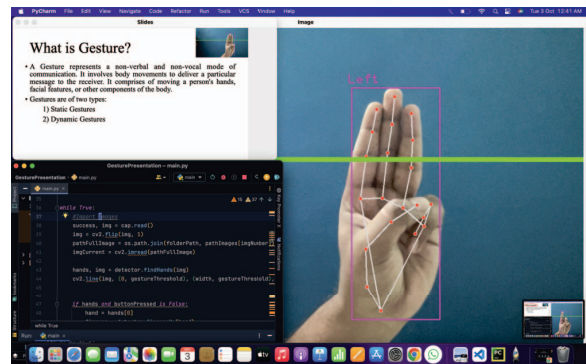 PyCharm File Edit View Navigate Code Refactor Run Tools VCS Window Help
Tue 3 Oct 12:41 AM
Slides
Image
What is Gesture?
• A Gesture represents a non-verbal and non-vocal mode of
communication. It involves body movements to deliver a particular
message to the receiver. It comprises of moving a person's hands,
facial features, or other components of the body.
• Gestures are of two types:
1) Static Gestures
2) Dynamic Gestures
Left
GesturePresentation – main.py
GesturePresentation
main.py
main
main.py
while True:
success, img = cap.read()
img = cv2.flip(img, 1)
pathFullImage = os.path.join(folderPath, pathImages[imgNumber
imgCurrent = cv2.imread(pathFullImage)
hands, img = detector.findHands(img)
cv2.line(img, (0, gestureThreshold), (width, gestureThreshold),
if hands and buttonPressed is False:
hand = hands[0]
while True
Run: main